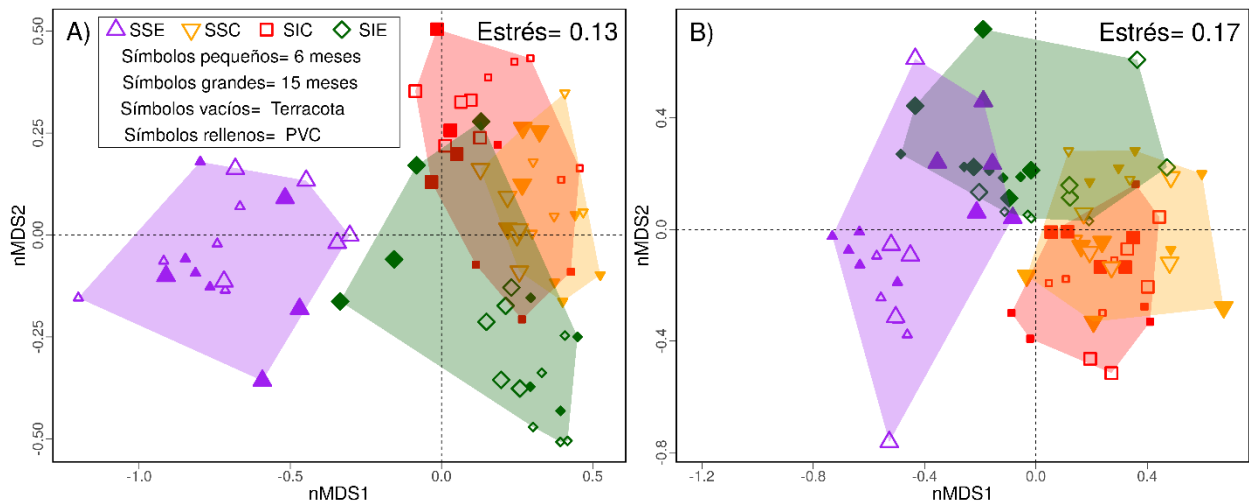 A)
Estrés= 0.13
SSE SSC SIC SIE
Símbolos pequeños= 6 meses
Símbolos grandes= 15 meses
Símbolos vacíos= Terracota
Símbolos rellenos= PVC
nMDS2
0.50
0.25
0.00
-0.25
-0.50
-1.0 -0.5 0.0 0.5
nMDS1
B)
Estrés= 0.17
nMDS2
0.4
0.0
-0.4
-0.8
-1.2 -0.8 -0.4 0.0 0.4
nMDS1